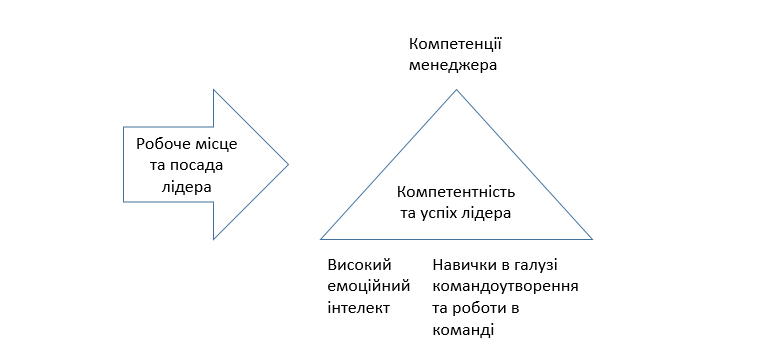 Компетенції
менеджера
Робоче місце
та посада
лідера
Компетентність
та успіх лідера
Високий
емоційний
інтелект
Навички в галузі
командоутворення
та роботи в
команді